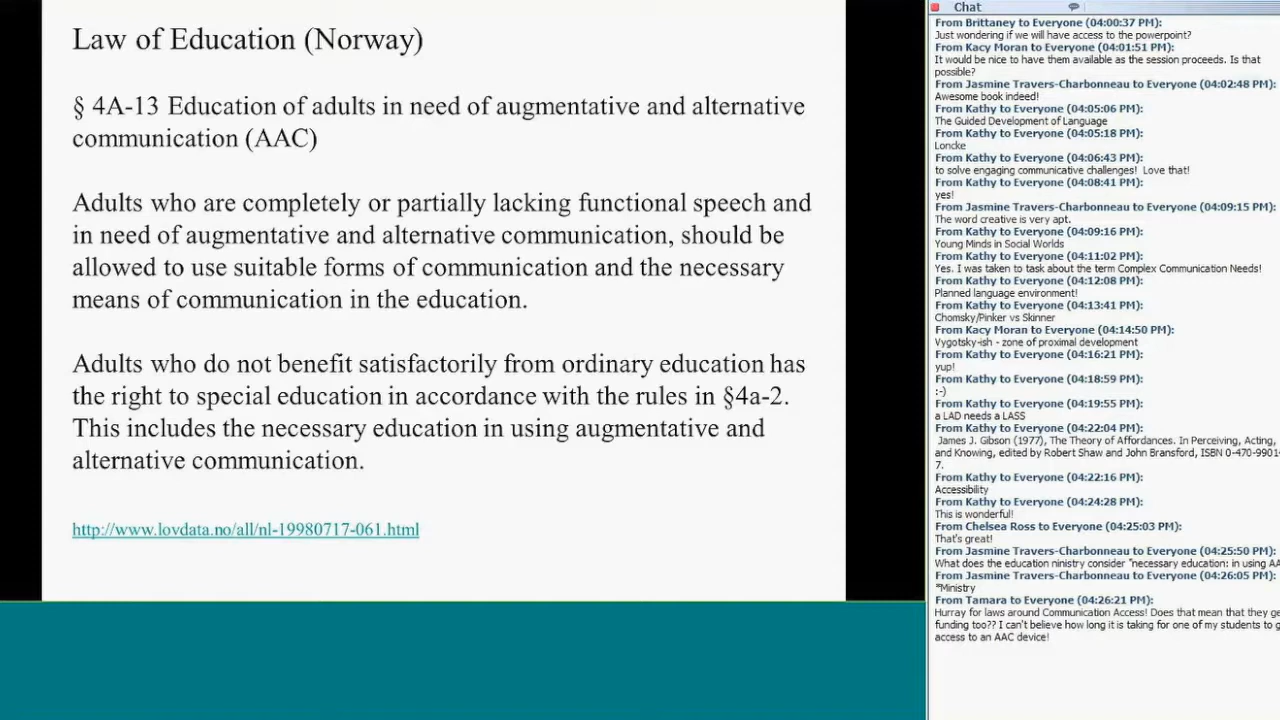 Law of Education (Norway)
§ 4A-13 Education of adults in need of augmentative and alternative
communication (AAC)
Adults who are completely or partially lacking functional speech and
in need of augmentative and alternative communication, should be
allowed to use suitable forms of communication and the necessary
means of communication in the education.
Adults who do not benefit satisfactorily from ordinary education has
the right to special education in accordance with the rules in §4a-2.
This includes the necessary education in using augmentative and
alternative communication.
http://www.lovdata.no/all/nl-19980717-061.html
Chat
From Brittaney to Everyone (04:00:37 PM):
Just wondering if we will have access to the powerpoint?
From Kacy Moran to Everyone (04:01:51 PM):
It would be nice to have them available as the session proceeds. Is that
possible?
From Jasmine Travers-Charbonneau to Everyone (04:02:48 PM):
Awesome book indeed!
From Kathy to Everyone (04:05:06 PM):
The Guided Development of Language
From Kathy to Everyone (04:05:18 PM):
Loncke
From Kathy to Everyone (04:06:43 PM):
to solve engaging communicative challenges!  Love that!
From Kathy to Everyone (04:08:41 PM):
yes!
From Jasmine Travers-Charbonneau to Everyone (04:09:15 PM):
The word creative is very apt.
From Kathy to Everyone (04:09:16 PM):
Young Minds in Social Worlds
From Kathy to Everyone (04:11:02 PM):
Yes. I was taken to task about the term Complex Communication Needs!
From Kathy to Everyone (04:12:08 PM):
Planned language environment!
From Kathy to Everyone (04:13:41 PM):
Chomsky/Pinker vs Skinner
From Kacy Moran to Everyone (04:14:50 PM):
Vygotsky-ish - zone of proximal development
From Kathy to Everyone (04:16:21 PM):
yup!
From Kathy to Everyone (04:18:59 PM):
:-)
From Kathy to Everyone (04:19:55 PM):
a LAD needs a LASS
From Kathy to Everyone (04:22:04 PM):
James J. Gibson (1977), The Theory of Affordances. In Perceiving, Acting,
and Knowing, edited by Robert Shaw and John Bransford, ISBN 0-470-9901
7.
From Kathy to Everyone (04:22:16 PM):
Accessibility
From Kathy to Everyone (04:24:28 PM):
This is wonderful!
From Chelsea Ross to Everyone (04:25:03 PM):
That's great!
From Jasmine Travers-Charbonneau to Everyone (04:25:50 PM):
What does the education ninistry consider "necessary education: in using
From Jasmine Travers-Charbonneau to Everyone (04:26:05 PM):
*Ministry
From Tamara to Everyone (04:26:21 PM):
Hurray for laws around Communication Access! Does that mean that they
funding too?? I can't believe how long it is taking for one of my students to
access to an AAC device!